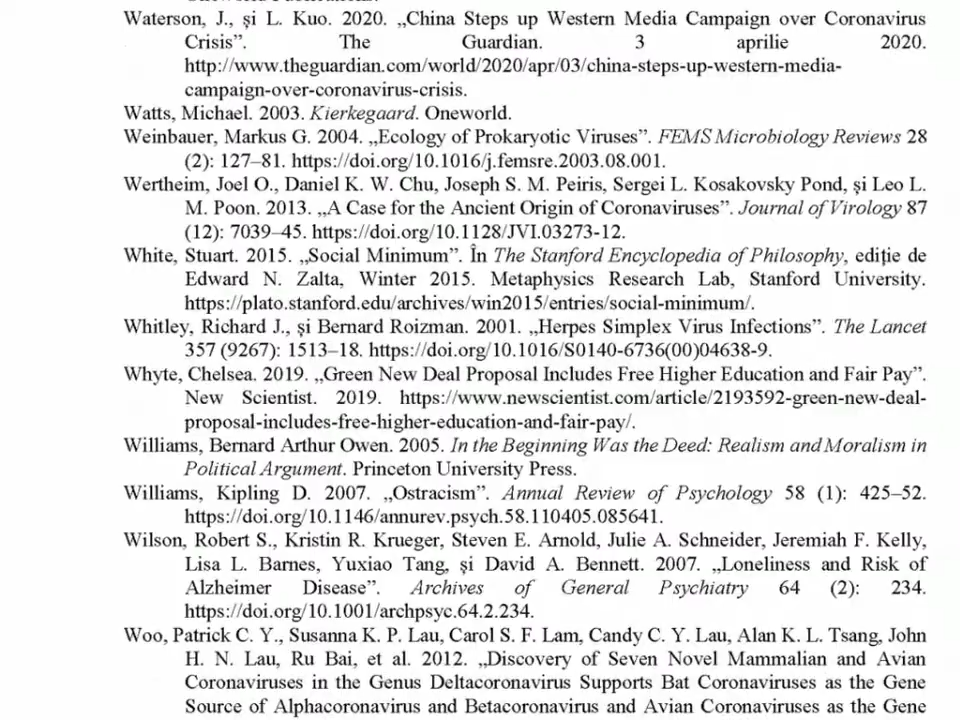 Waterson, J., și L. Kuo. 2020. „China Steps up Western Media Campaign over Coronavirus
Crisis”. The Guardian. 3 aprilie 2020.
http://www.theguardian.com/world/2020/apr/03/china-steps-up-western-media-
campaign-over-coronavirus-crisis.
Watts, Michael. 2003. Kierkegaard. Oneworld.
Weinbauer, Markus G. 2004. „Ecology of Prokaryotic Viruses”. FEMS Microbiology Reviews 28
(2): 127–81. https://doi.org/10.1016/j.femsre.2003.08.001.
Wertheim, Joel O., Daniel K. W. Chu, Joseph S. M. Peiris, Sergei L. Kosakovsky Pond, și Leo L.
M. Poon. 2013. „A Case for the Ancient Origin of Coronaviruses”. Journal of Virology 87
(12): 7039–45. https://doi.org/10.1128/JVI.03273-12.
White, Stuart. 2015. „Social Minimum”. În The Stanford Encyclopedia of Philosophy, ediție de
Edward N. Zalta, Winter 2015. Metaphysics Research Lab, Stanford University.
https://plato.stanford.edu/archives/win2015/entries/social-minimum/.
Whitley, Richard J., și Bernard Roizman. 2001. „Herpes Simplex Virus Infections”. The Lancet
357 (9267): 1513–18. https://doi.org/10.1016/S0140-6736(00)04638-9.
Whyte, Chelsea. 2019. „Green New Deal Proposal Includes Free Higher Education and Fair Pay”.
New Scientist. 2019. https://www.newscientist.com/article/2193592-green-new-deal-
proposal-includes-free-higher-education-and-fair-pay/.
Williams, Bernard Arthur Owen. 2005. In the Beginning Was the Deed: Realism and Moralism in
Political Argument. Princeton University Press.
Williams, Kipling D. 2007. „Ostracism”. Annual Review of Psychology 58 (1): 425–52.
https://doi.org/10.1146/annurev.psych.58.110405.085641.
Wilson, Robert S., Kristin R. Krueger, Steven E. Arnold, Julie A. Schneider, Jeremiah F. Kelly,
Lisa L. Barnes, Yuxiao Tang, și David A. Bennett. 2007. „Loneliness and Risk of
Alzheimer Disease”. Archives of General Psychiatry 64 (2): 234.
https://doi.org/10.1001/archpsyc.64.2.234.
Woo, Patrick C. Y., Susanna K. P. Lau, Carol S. F. Lam, Candy C. Y. Lau, Alan K. L. Tsang, John
H. N. Lau, Ru Bai, et al. 2012. „Discovery of Seven Novel Mammalian and Avian
Coronaviruses in the Genus Deltacoronavirus Supports Bat Coronaviruses as the Gene
Source of Alphacoronavirus and Betacoronavirus and Avian Coronaviruses as the Gene